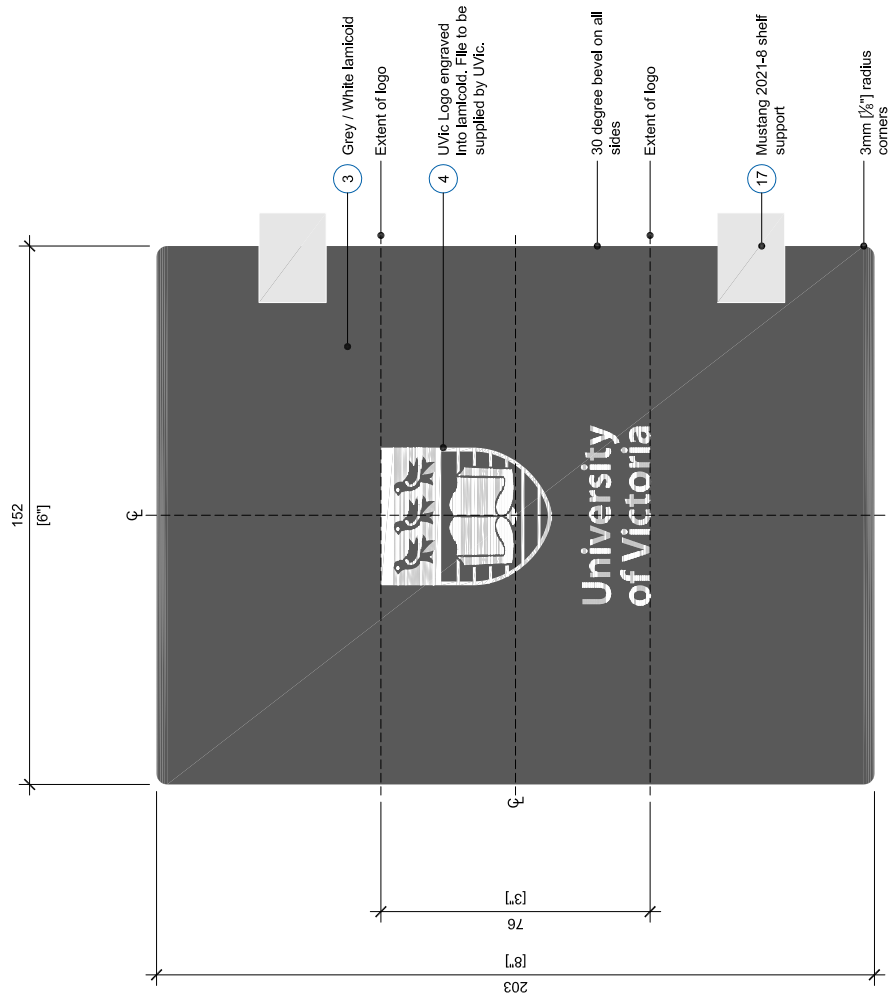 3
Grey / White lamicoid
Extent of logo
4
UVic Logo engraved
into lamicoid. File to be
supplied by UVic.
30 degree bevel on all
sides
Extent of logo
17
Mustang 2021-8 shelf
support
3mm [⅛"] radius
corners
152
[6"]
CL
University
of Victoria
CL
76
[3"]
203
[8"]